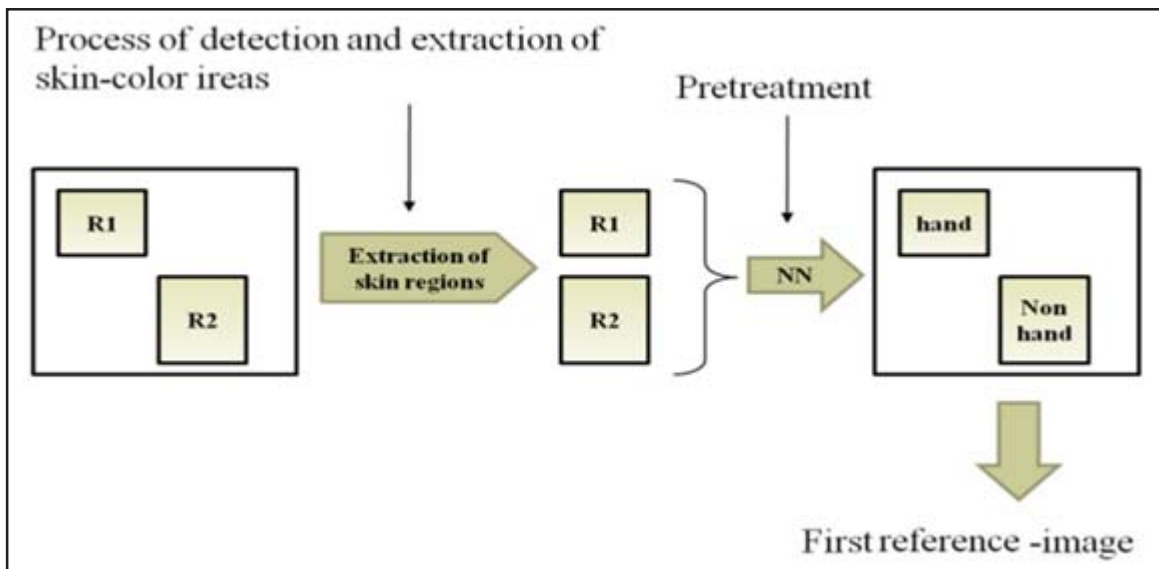 Process of detection and extraction of
skin-color ireas
Pretreatment
R1
R2
Extraction of
skin regions
R1
R2
NN
hand
Non
hand
First reference -image